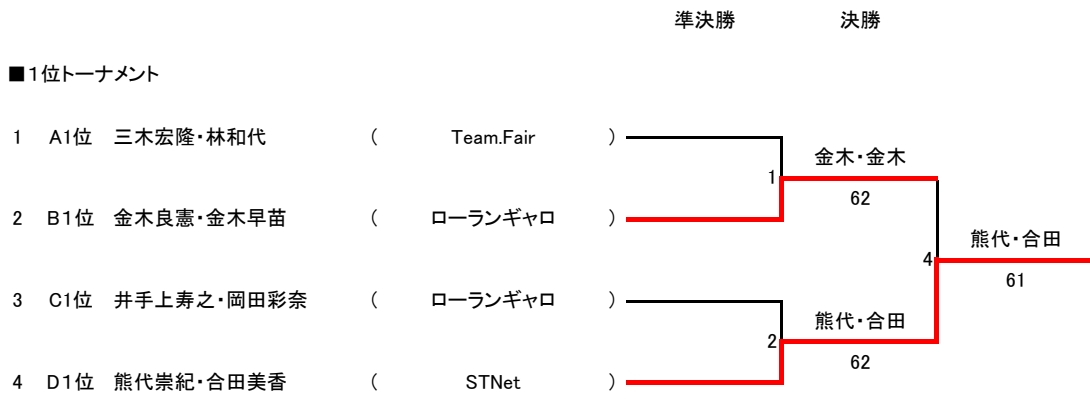 準決勝 決勝
■1位トーナメント
1 A1位 三木宏隆・林和代 ( Team.Fair )
金木・金木
1
62
2 B1位 金木良憲・金木早苗 ( ローランギャロ )
熊代・合田
4
61
3 C1位 井手上寿之・岡田彩奈 ( ローランギャロ )
熊代・合田
2
62
4 D1位 熊代崇紀・合田美香 ( STNet )